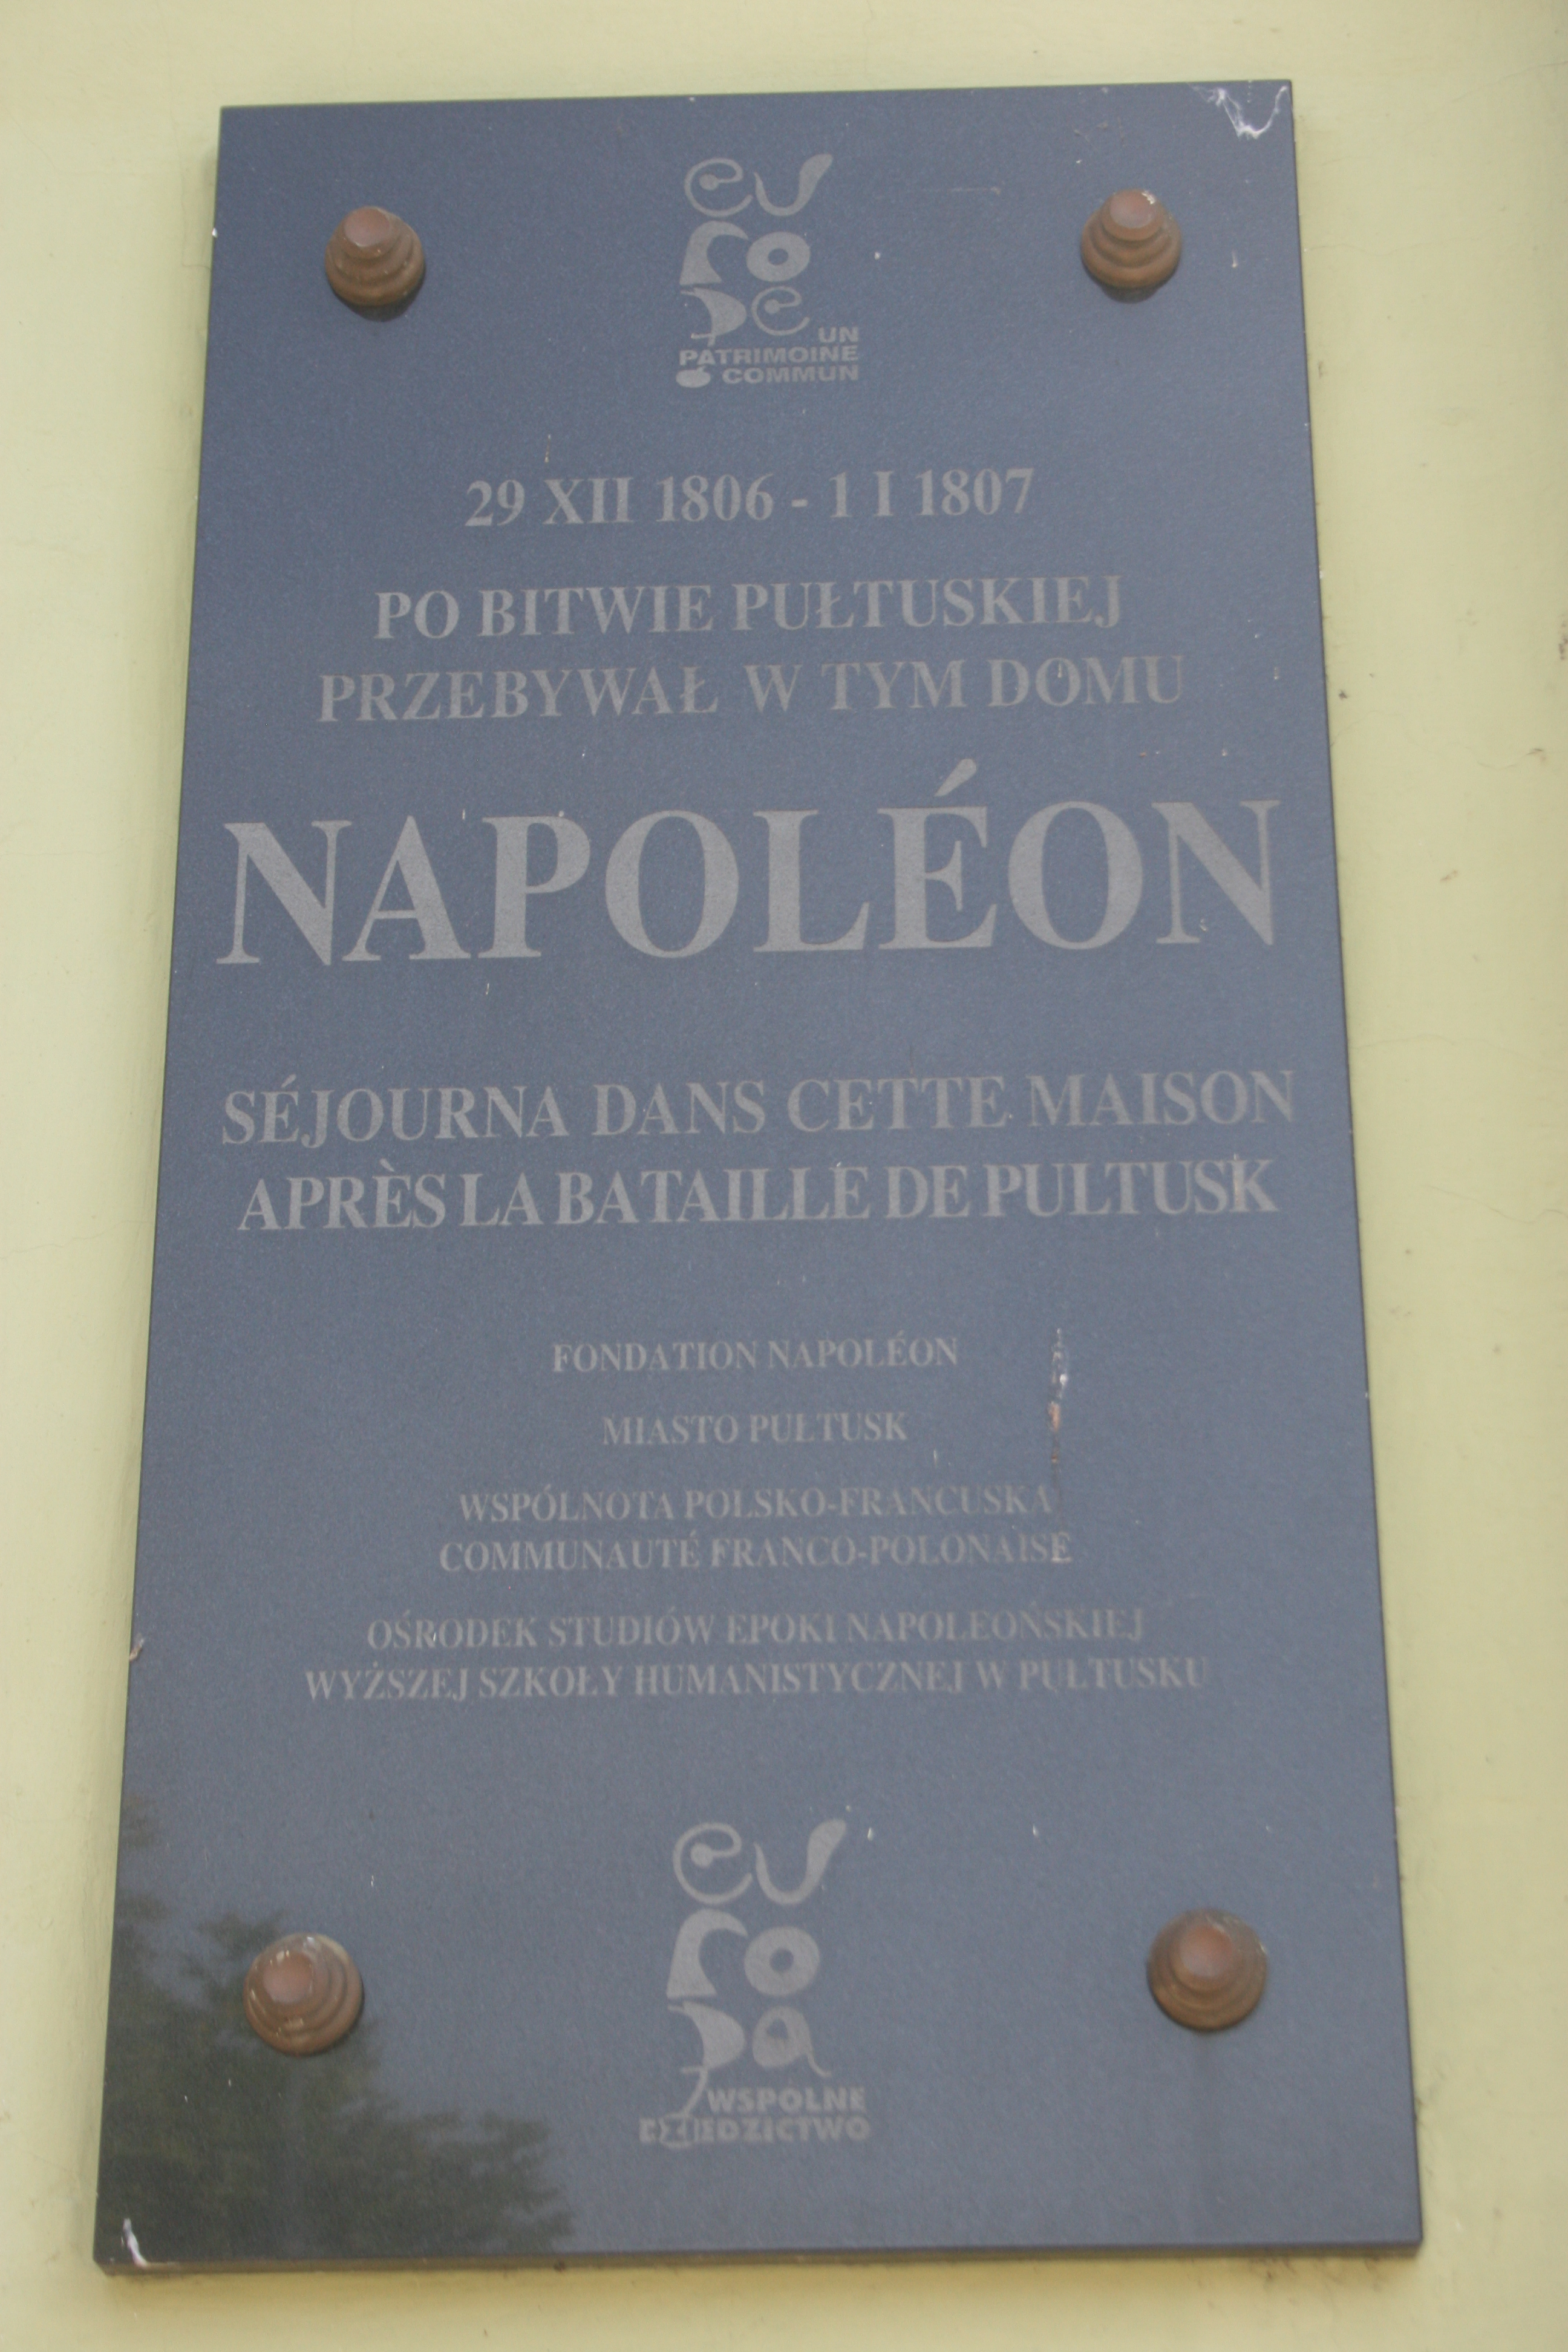 europe
UN
PATRIMOINE
COMMUN
29 XII 1806 - 1 I 1807
PO BITWIE PUŁTUSKIEJ
PRZEBYWAŁ W TYM DOMU
NAPOLÉON
SÉJOURNA DANS CETTE MAISON
APRÈS LA BATAILLE DE PULTUSK
FONDATION NAPOLÉON
MIASTO PUŁTUSK
WSPÓLNOTA POLSKO-FRANCUSKA
COMMUNAUTÉ FRANCO-POLONAISE
OŚRODEK STUDIÓW EPOKI NAPOLEOŃSKIEJ
WYŻSZEJ SZKOŁY HUMANISTYCZNEJ W PUŁTUSKU
europa
WSPÓLNE
DZIEDZICTWO